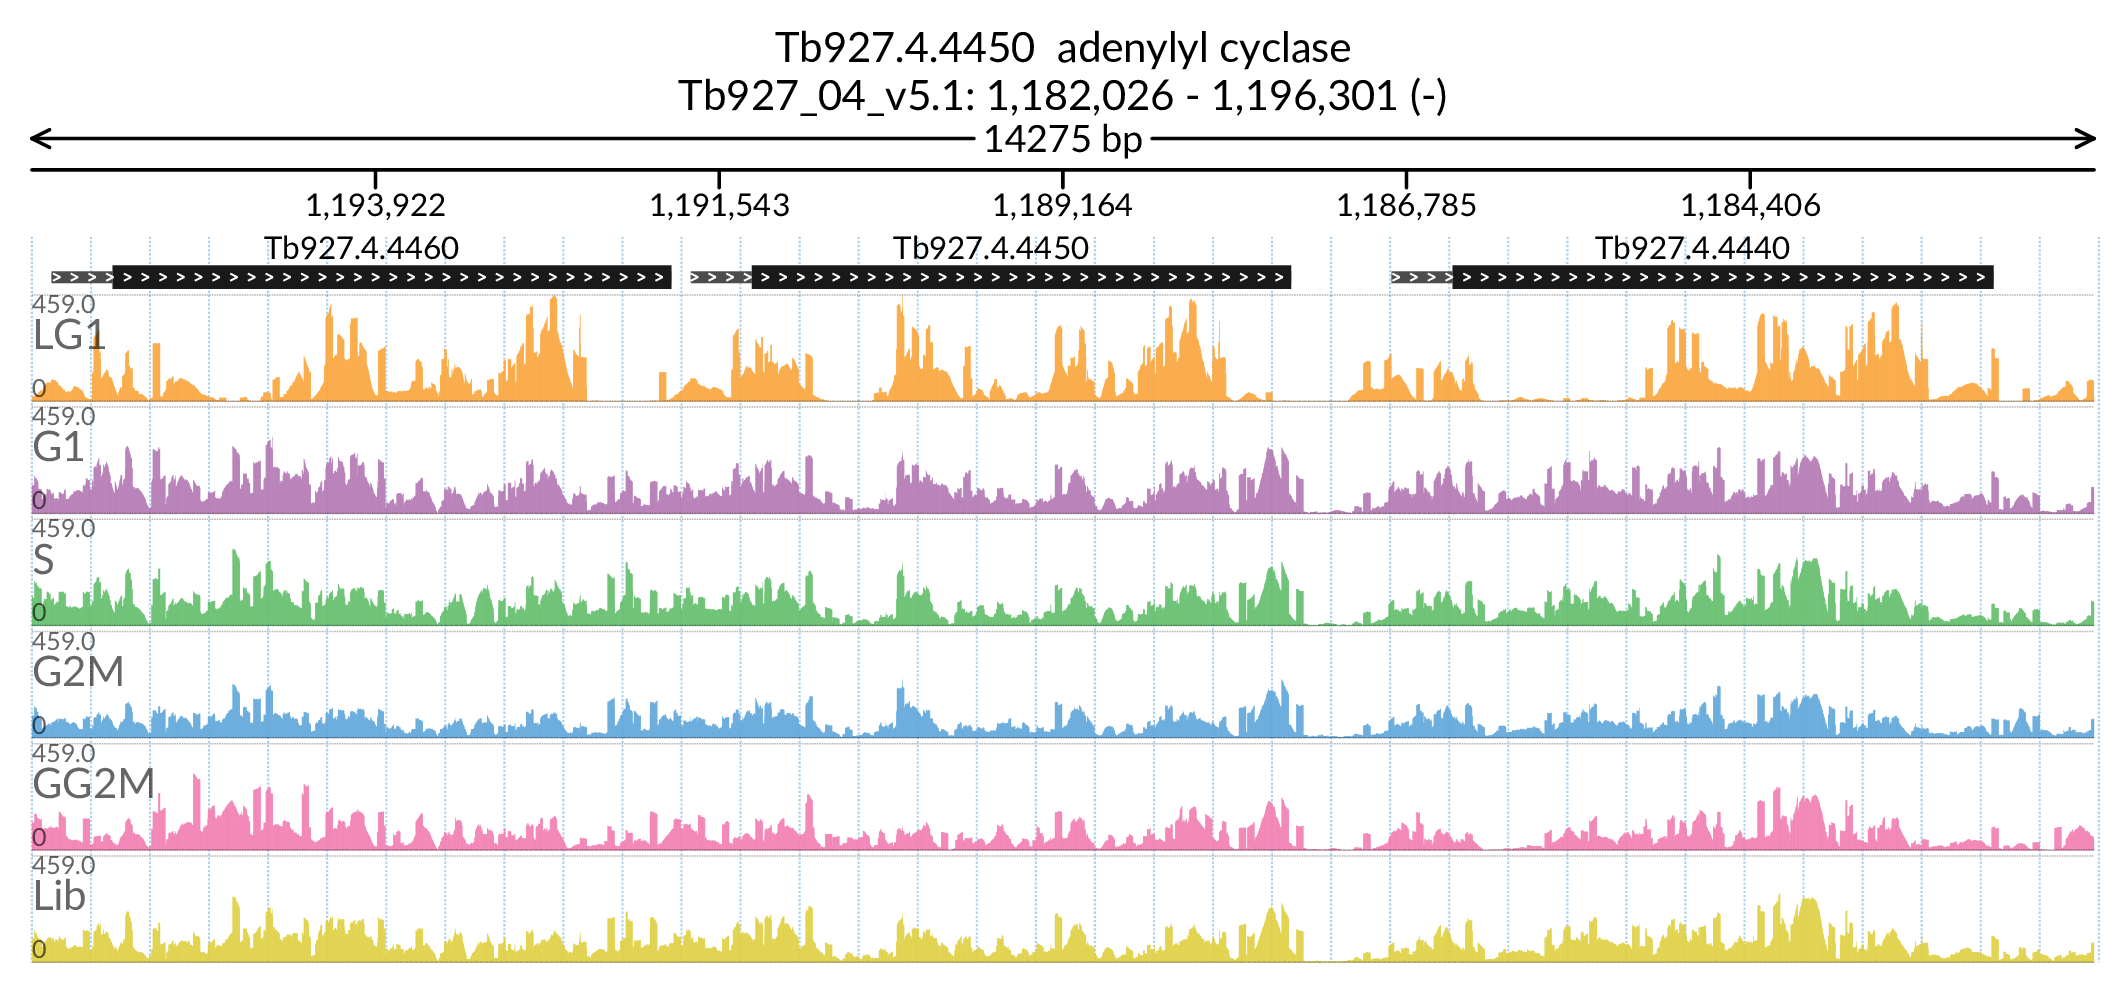 Tb927.4.4450 adenylyl cyclase
Tb927_04_v5.1: 1,182,026 - 1,196,301 (-)
14275 bp
1,193,922 1,191,543 1,189,164 1,186,785 1,184,406
Tb927.4.4460 Tb927.4.4450 Tb927.4.4440
459.0
LG1
0
459.0
G1
0
459.0
S
0
459.0
G2M
0
459.0
GG2M
0
459.0
Lib
0